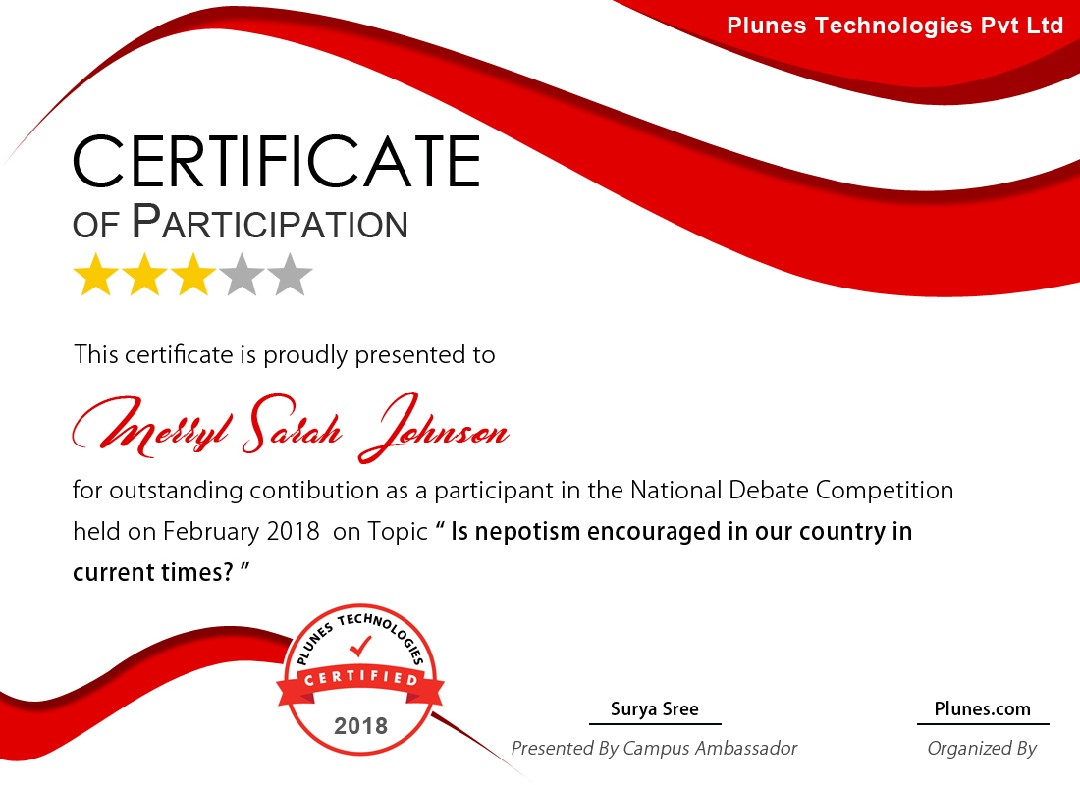 Plunes Technologies Pvt Ltd
CERTIFICATE
OF PARTICIPATION
This certificate is proudly presented to
Merryl Sarah Johnson
for outstanding contibution as a participant in the National Debate Competition
held on February 2018 on Topic “ Is nepotism encouraged in our country in
current times? ”
PLUNES TECHNOLOGIES
CERTIFIED
2018
Surya Sree
Presented By Campus Ambassador
Plunes.com
Organized By